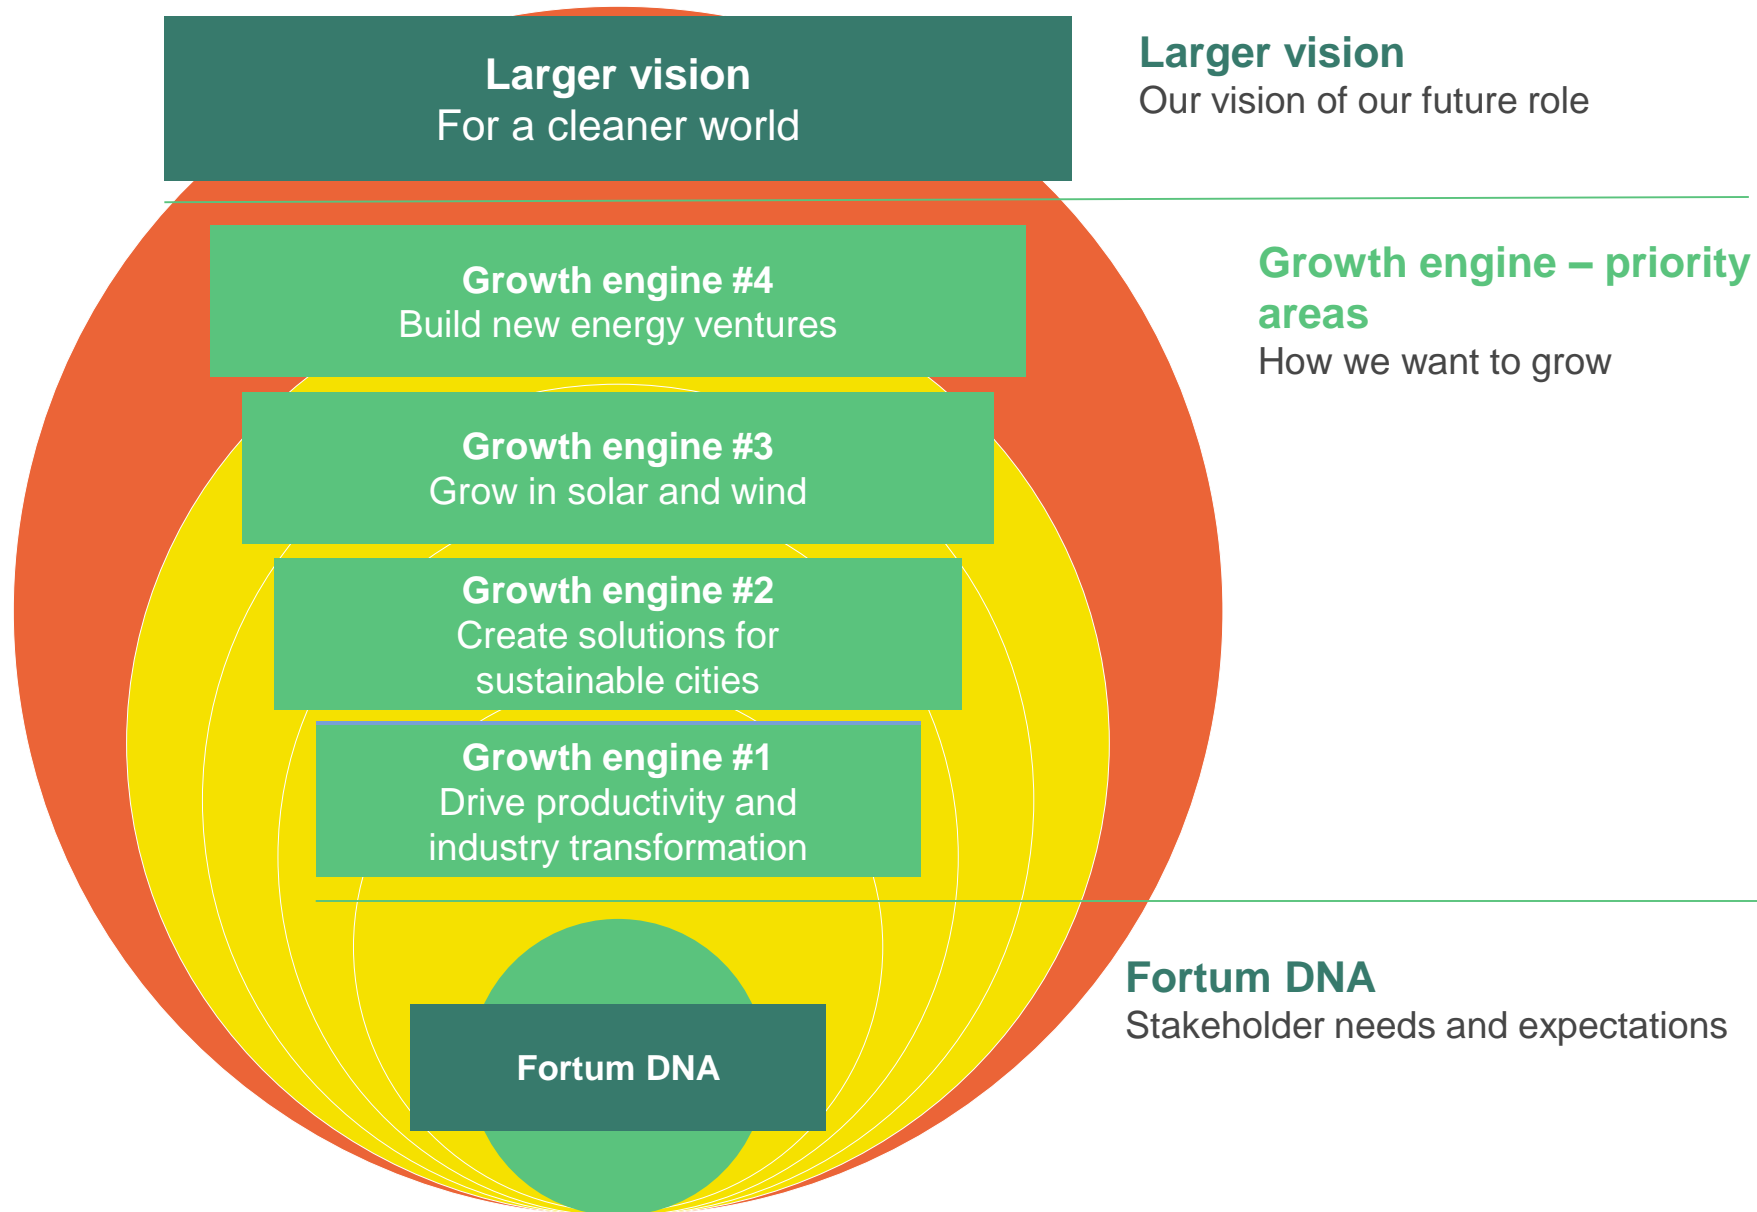 Larger vision
For a cleaner world
Larger vision
Our vision of our future role
Growth engine #4
Build new energy ventures
Growth engine – priority
areas
How we want to grow
Growth engine #3
Grow in solar and wind
Growth engine #2
Create solutions for
sustainable cities
Growth engine #1
Drive productivity and
industry transformation
Fortum DNA
Fortum DNA
Stakeholder needs and expectations